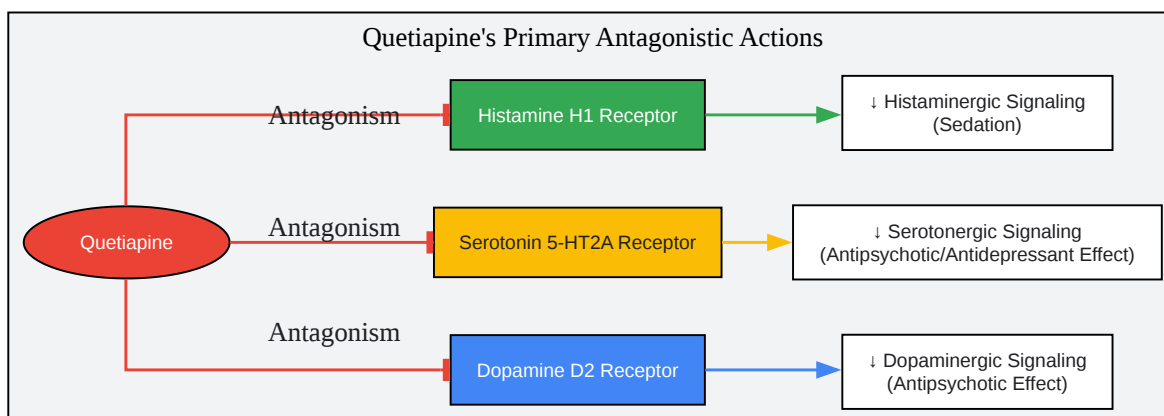 Quetiapine's Primary Antagonistic Actions
Antagonism
Histamine H1 Receptor
↓ Histaminergic Signaling
(Sedation)
Quetiapine
Antagonism
Serotonin 5-HT2A Receptor
↓ Serotonergic Signaling
(Antipsychotic/Antidepressant Effect)
Antagonism
Dopamine D2 Receptor
↓ Dopaminergic Signaling
(Antipsychotic Effect)